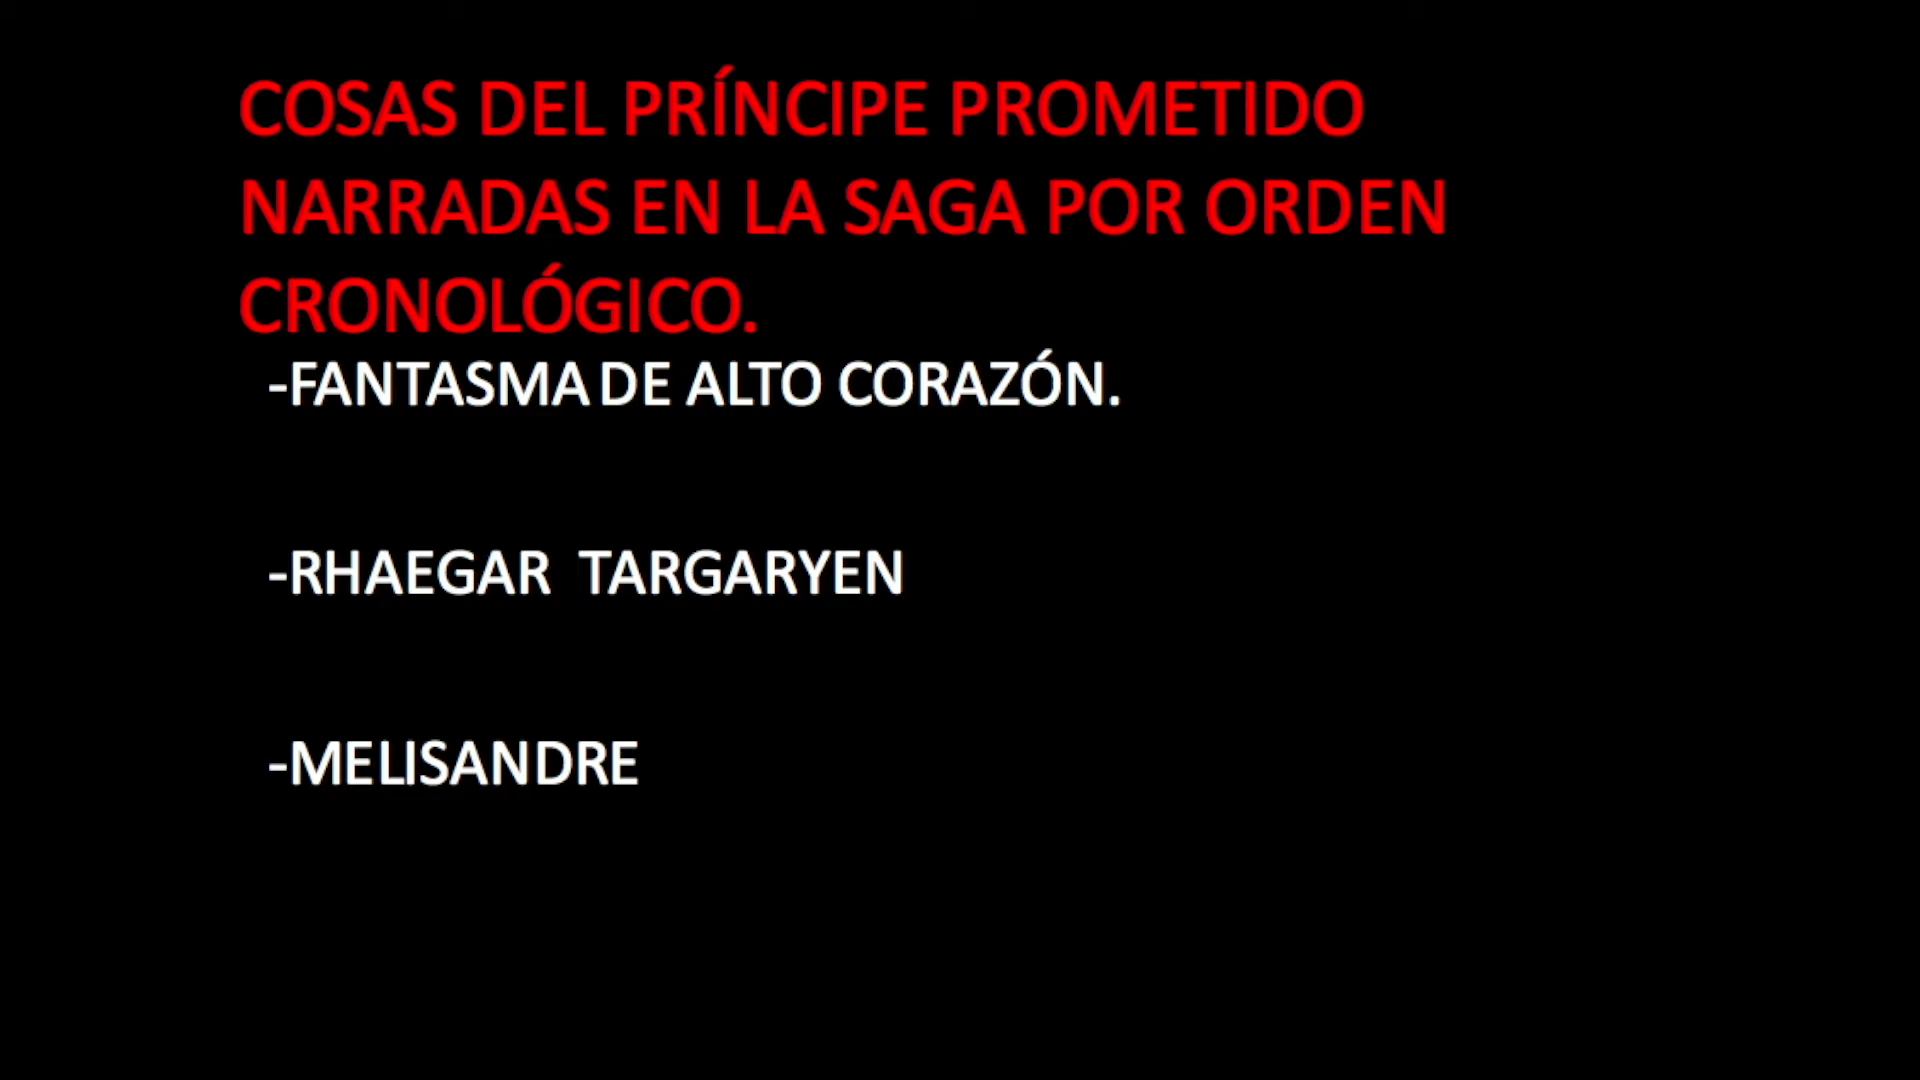 COSAS DEL PRÍNCIPE PROMETIDO
NARRADAS EN LA SAGA POR ORDEN
CRONOLÓGICO.
-FANTASMA DE ALTO CORAZÓN.
-RHAEGAR TARGARYEN
-MELISANDRE